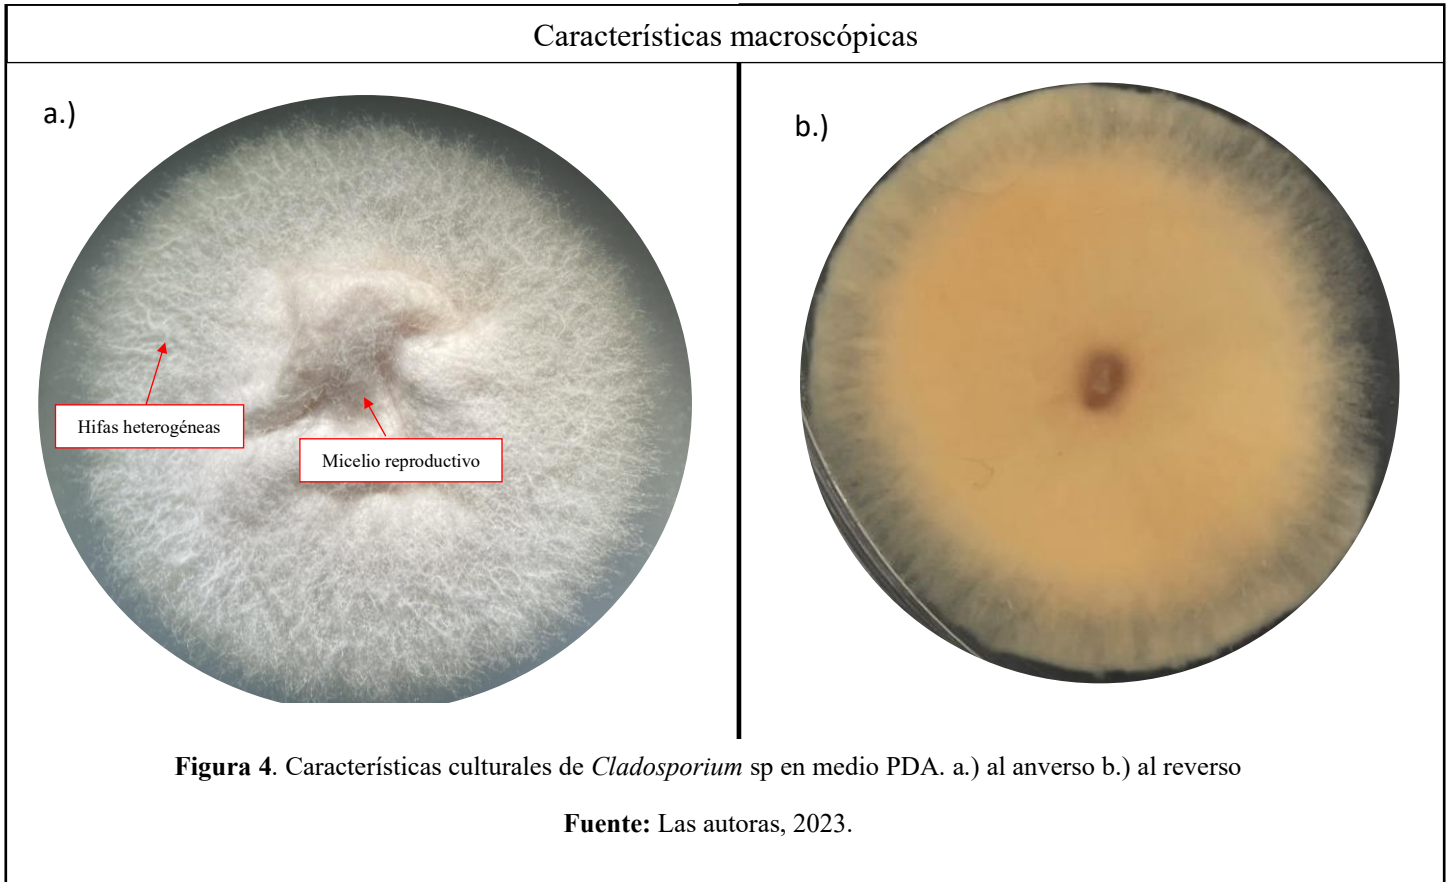 Características macroscópicas
a.)
b.)
Hifas heterogéneas
Micelio reproductivo
Figura 4. Características culturales de Cladosporium sp en medio PDA. a.) al anverso b.) al reverso
Fuente: Las autoras, 2023.